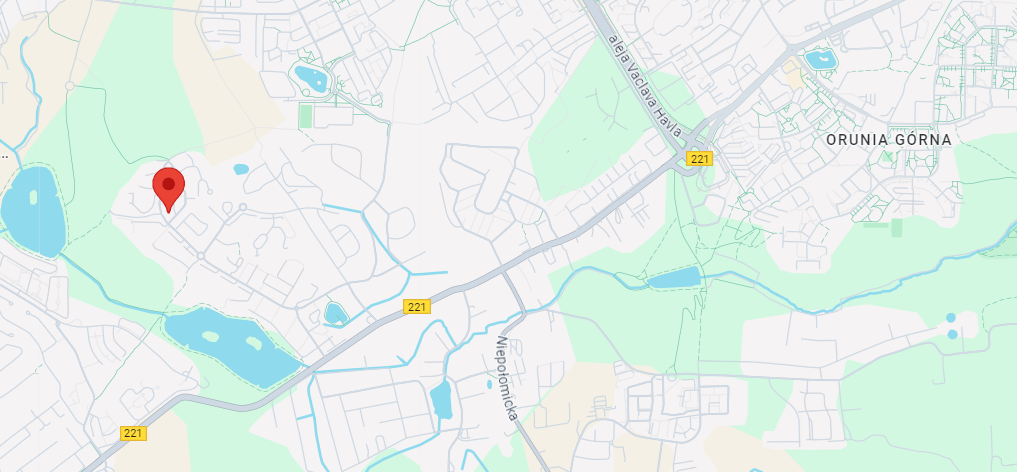 aleja Vaclava Havla
ORUNIA GÓRNA
221
...
221
Niepołomicka
221